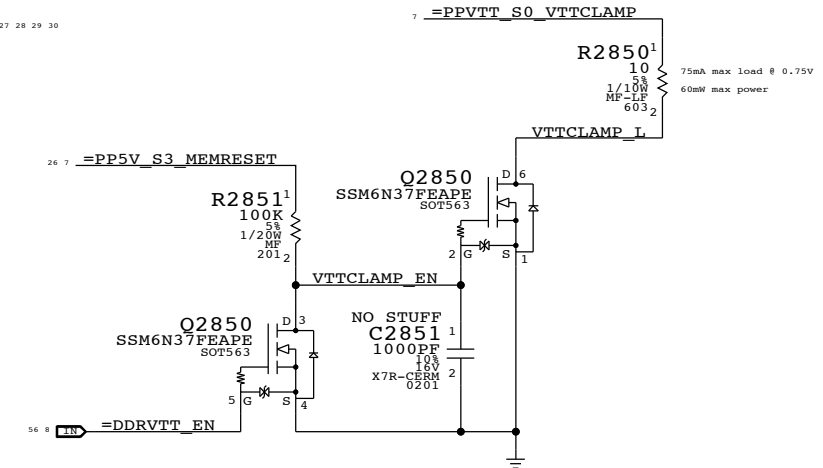 27 28 29 30
7 =PPVTT_S0_VTTCLAMP
R2850 1
10
5%
1/10W
MF-LF
603 2
75mA max load @ 0.75V
60mW max power
VTTCLAMP_L
26 7 =PP5V_S3_MEMRESET
Q2850
SSM6N37FEAPE
SOT563
D 6
2 G S 1
R2851 1
100K
5%
1/20W
MF
201 2
VTTCLAMP_EN
Q2850
SSM6N37FEAPE
SOT563
D 3
5 G S 4
NO STUFF
C2851 1
1000PF
10%
16V
X7R-CERM 2
0201
56 8 IN =DDRVTT_EN